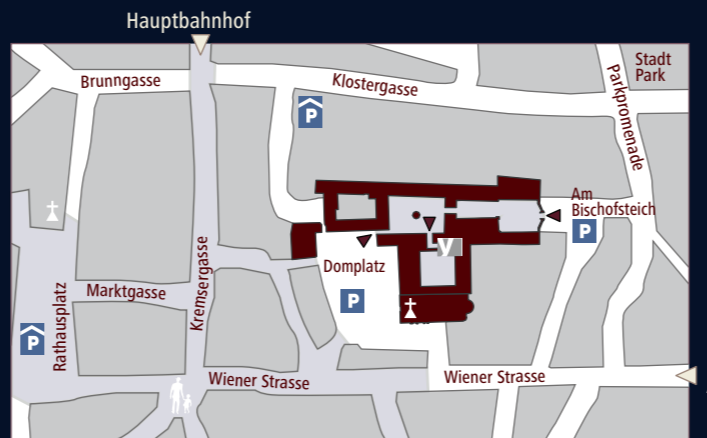 Hauptbahnhof
Brunngasse
Klostergasse
Parkpromenade
Stadt
Park
P
Am
Bischofsteich
P
y
Domplatz
P
Kremsergasse
Marktgasse
Rathausplatz
P
Wiener Strasse
Wiener Strasse